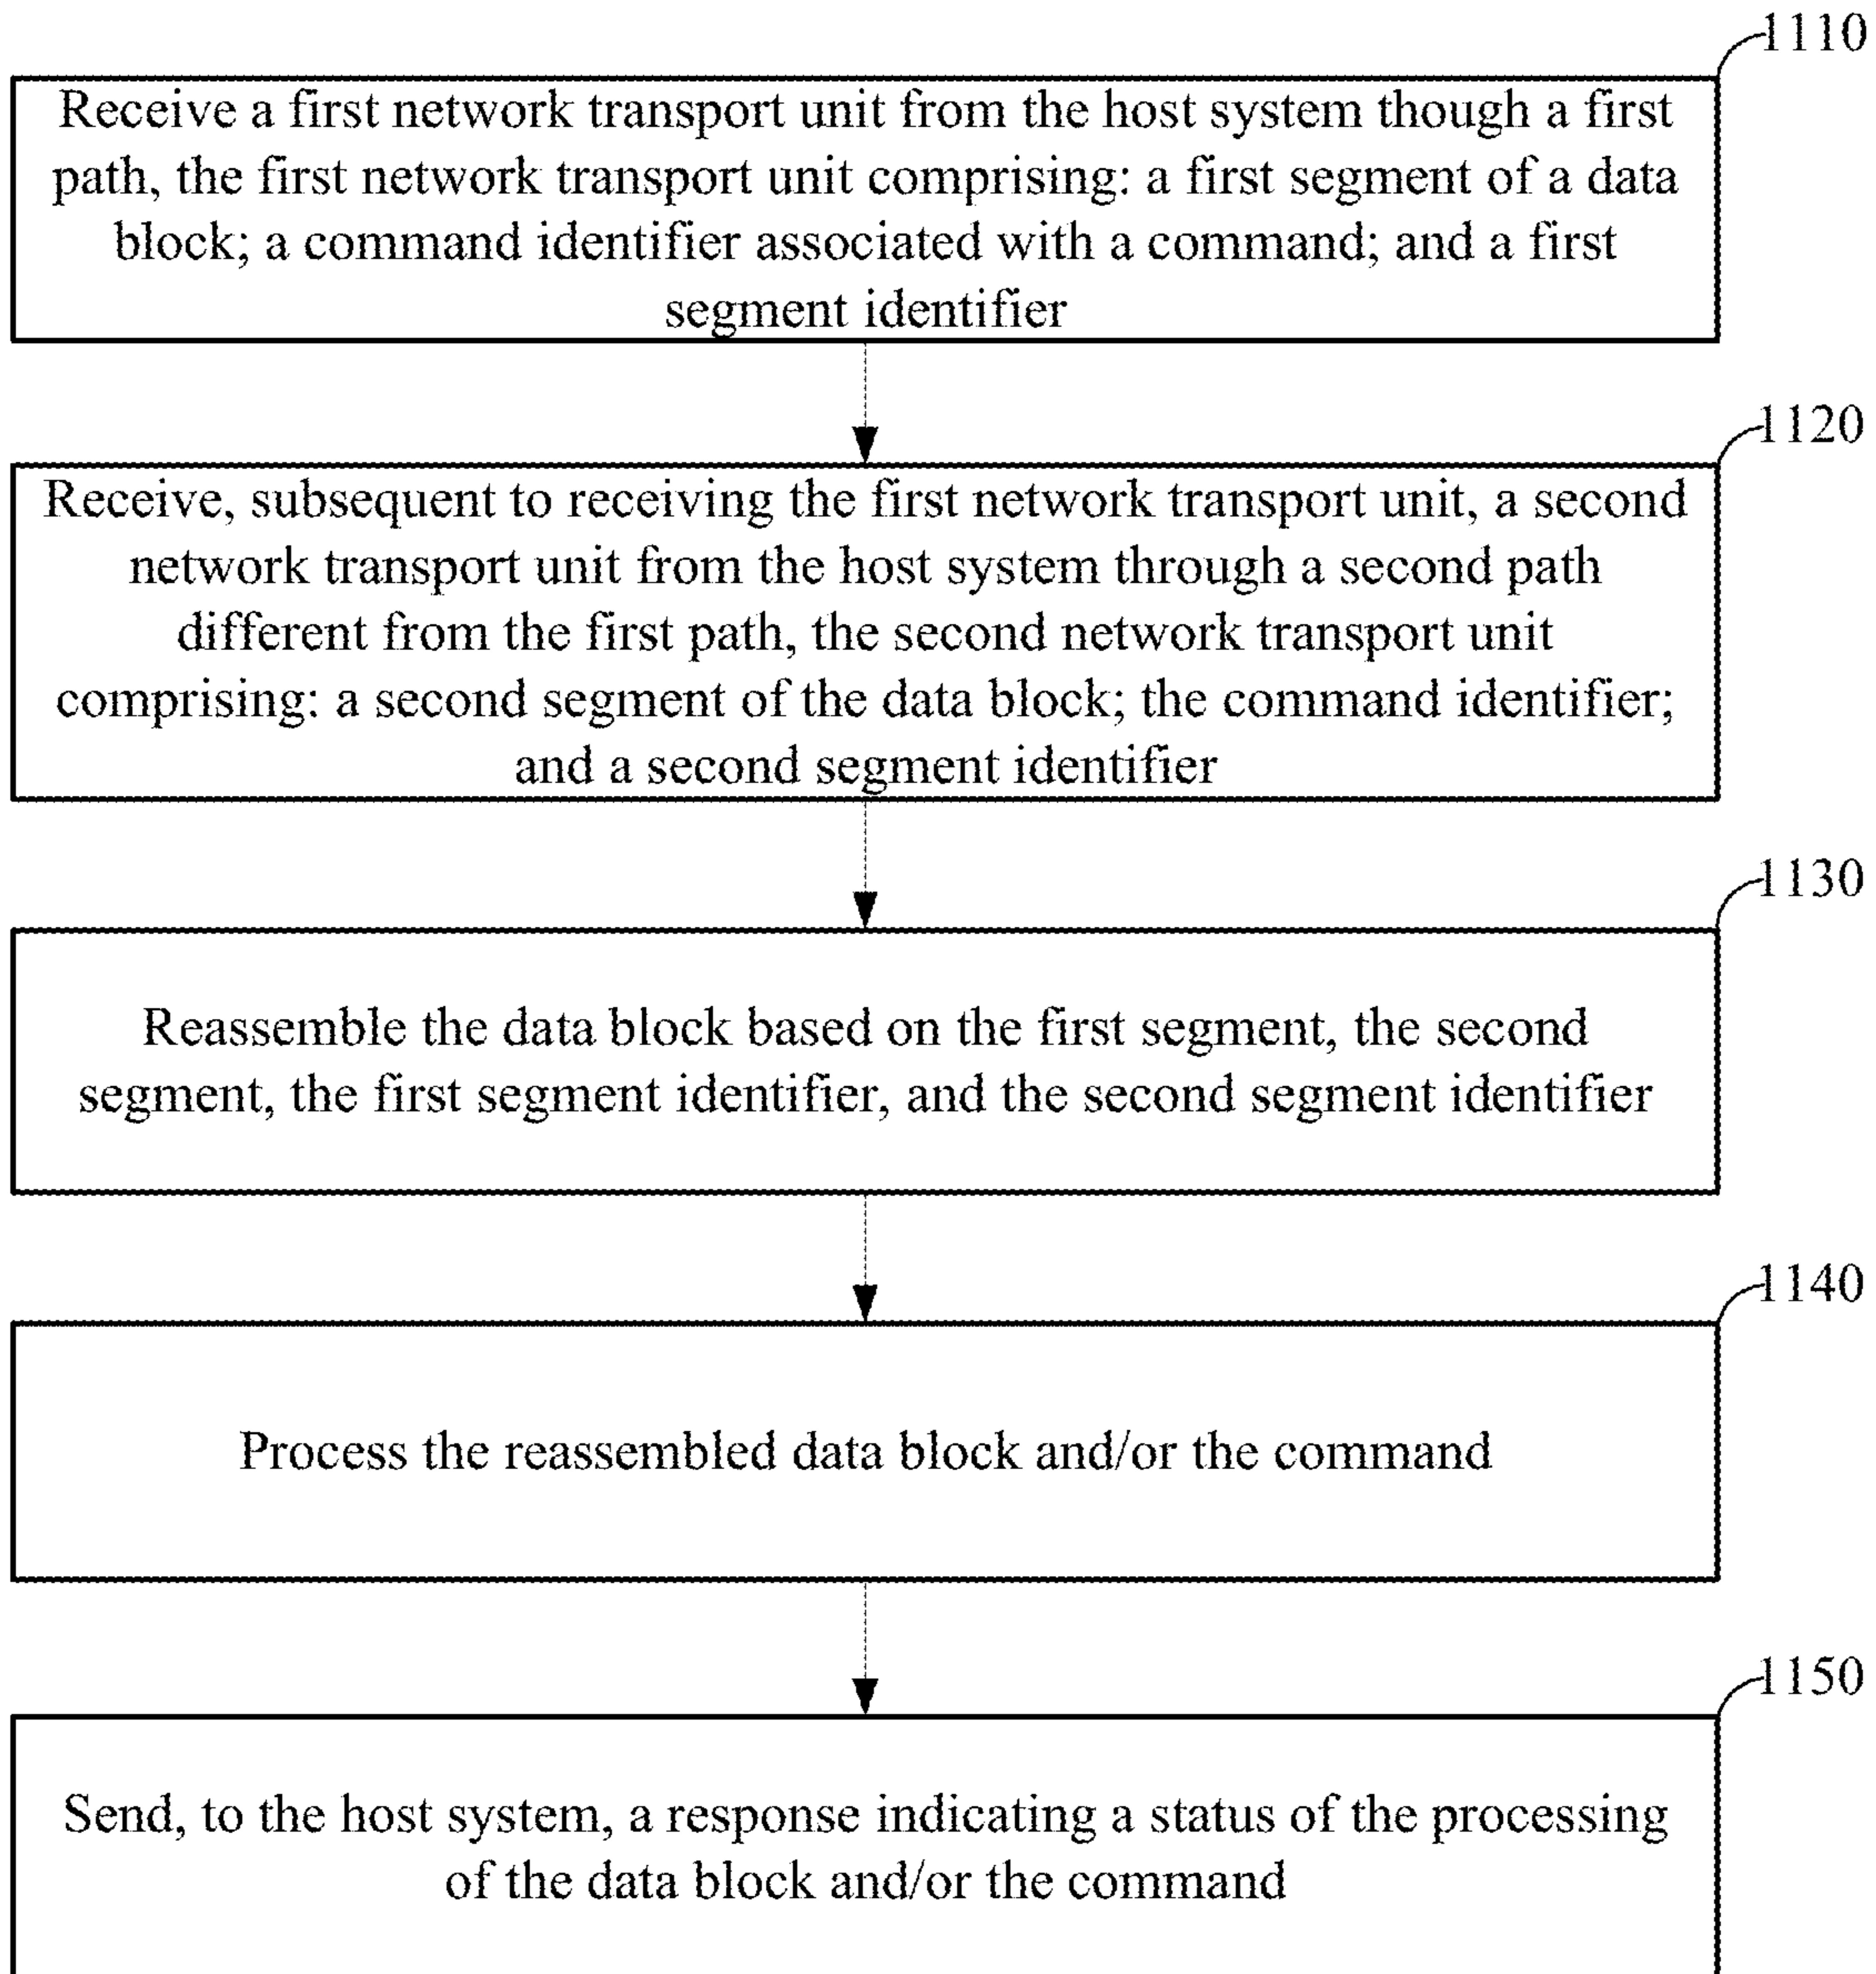 1110
Receive a first network transport unit from the host system though a first
path, the first network transport unit comprising: a first segment of a data
block; a command identifier associated with a command; and a first
segment identifier
1120
Receive, subsequent to receiving the first network transport unit, a second
network transport unit from the host system through a second path
different from the first path, the second network transport unit
comprising: a second segment of the data block; the command identifier;
and a second segment identifier
1130
Reassemble the data block based on the first segment, the second
segment, the first segment identifier, and the second segment identifier
1140
Process the reassembled data block and/or the command
1150
Send, to the host system, a response indicating a status of the processing
of the data block and/or the command